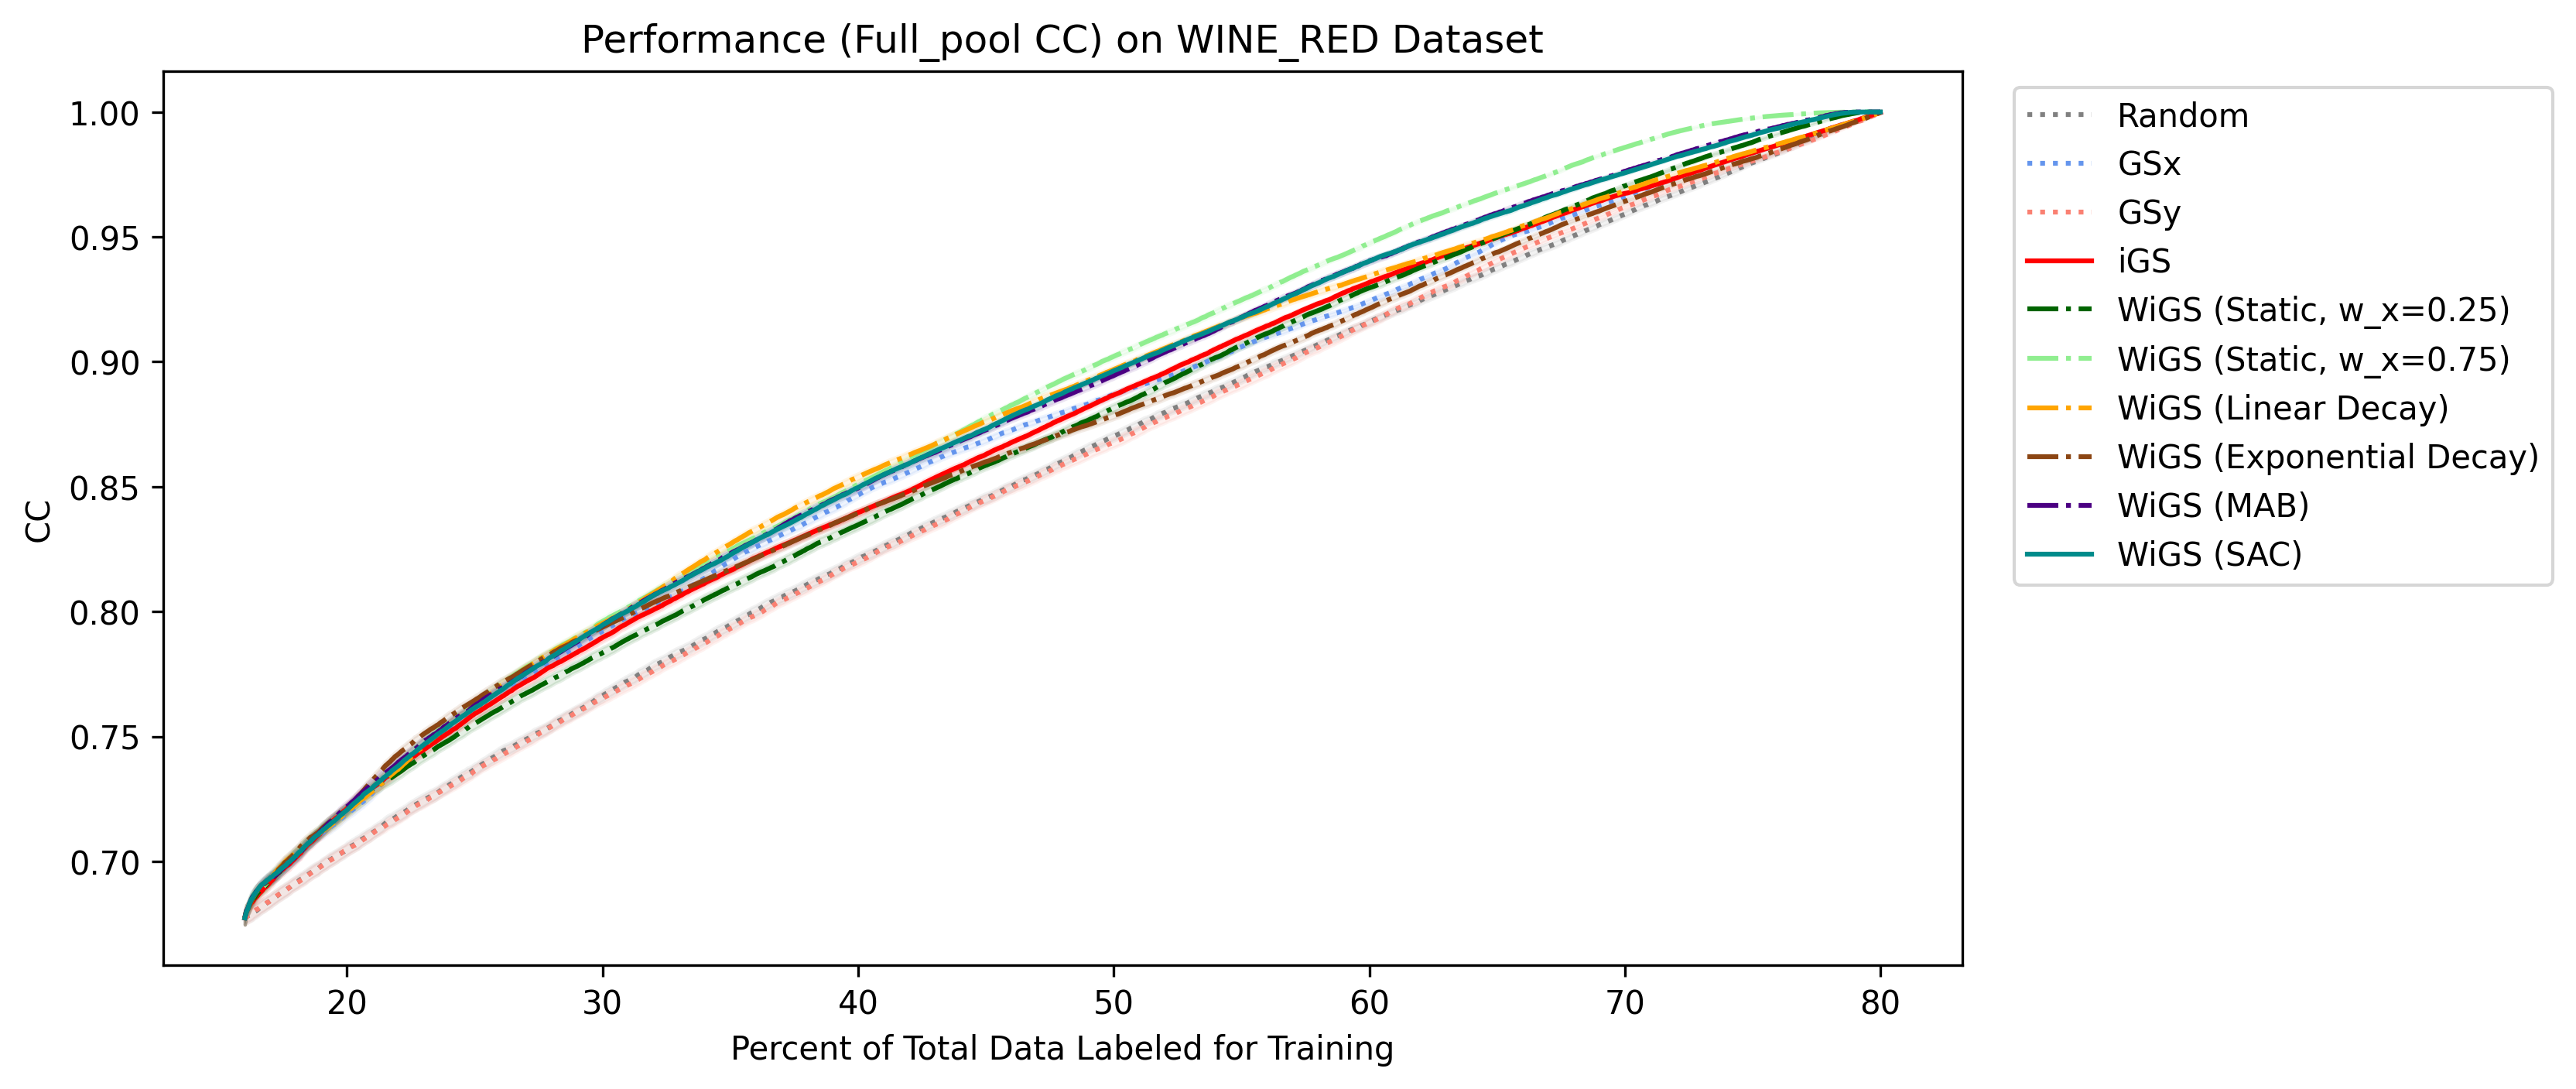 Performance (Full_pool CC) on WINE_RED Dataset
1.00
0.95
0.90
0.85
0.80
0.75
0.70
CC
20 30 40 50 60 70 80
Percent of Total Data Labeled for Training
Random
GSx
GSy
iGS
WiGS (Static, w_x=0.25)
WiGS (Static, w_x=0.75)
WiGS (Linear Decay)
WiGS (Exponential Decay)
WiGS (MAB)
WiGS (SAC)